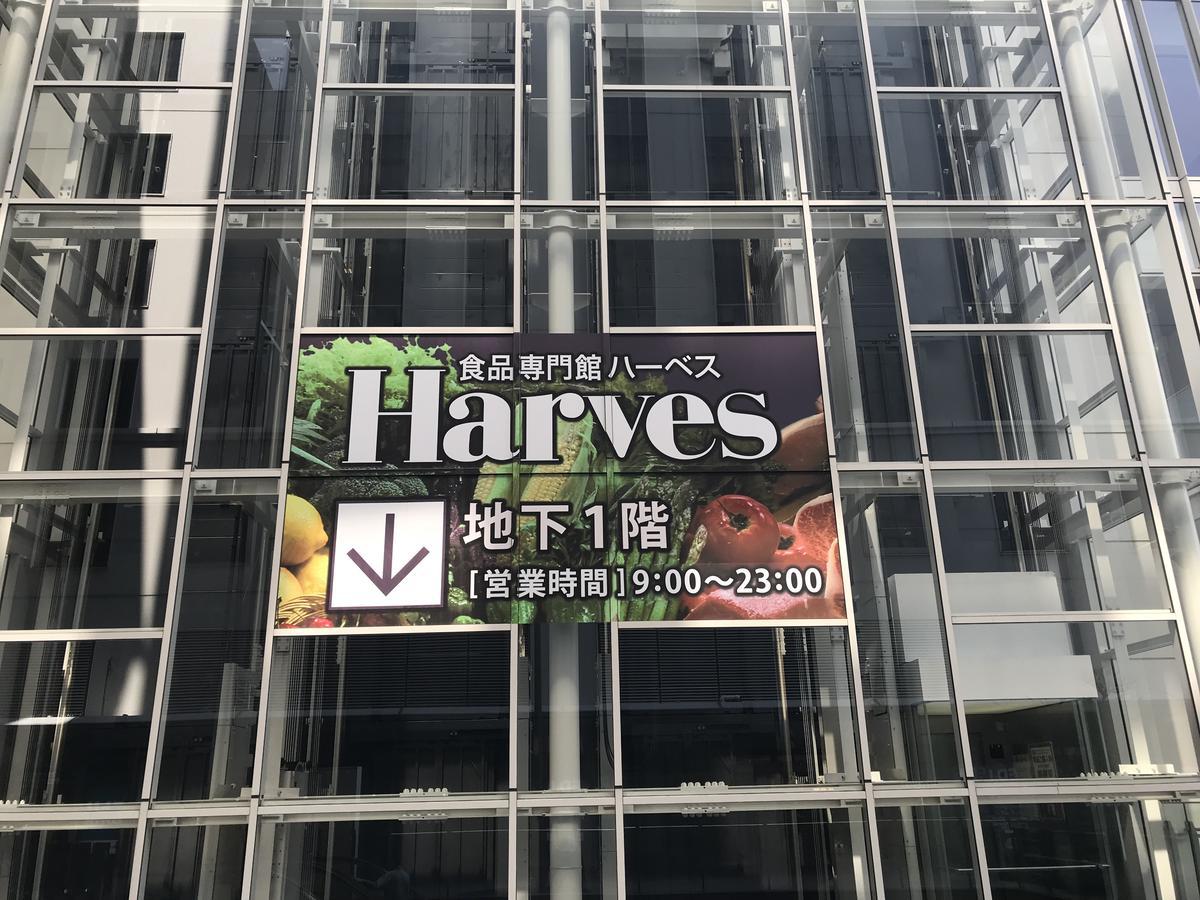 食品専門館 ハーベス
Harves
地下1階
[営業時間]9:00～23:00